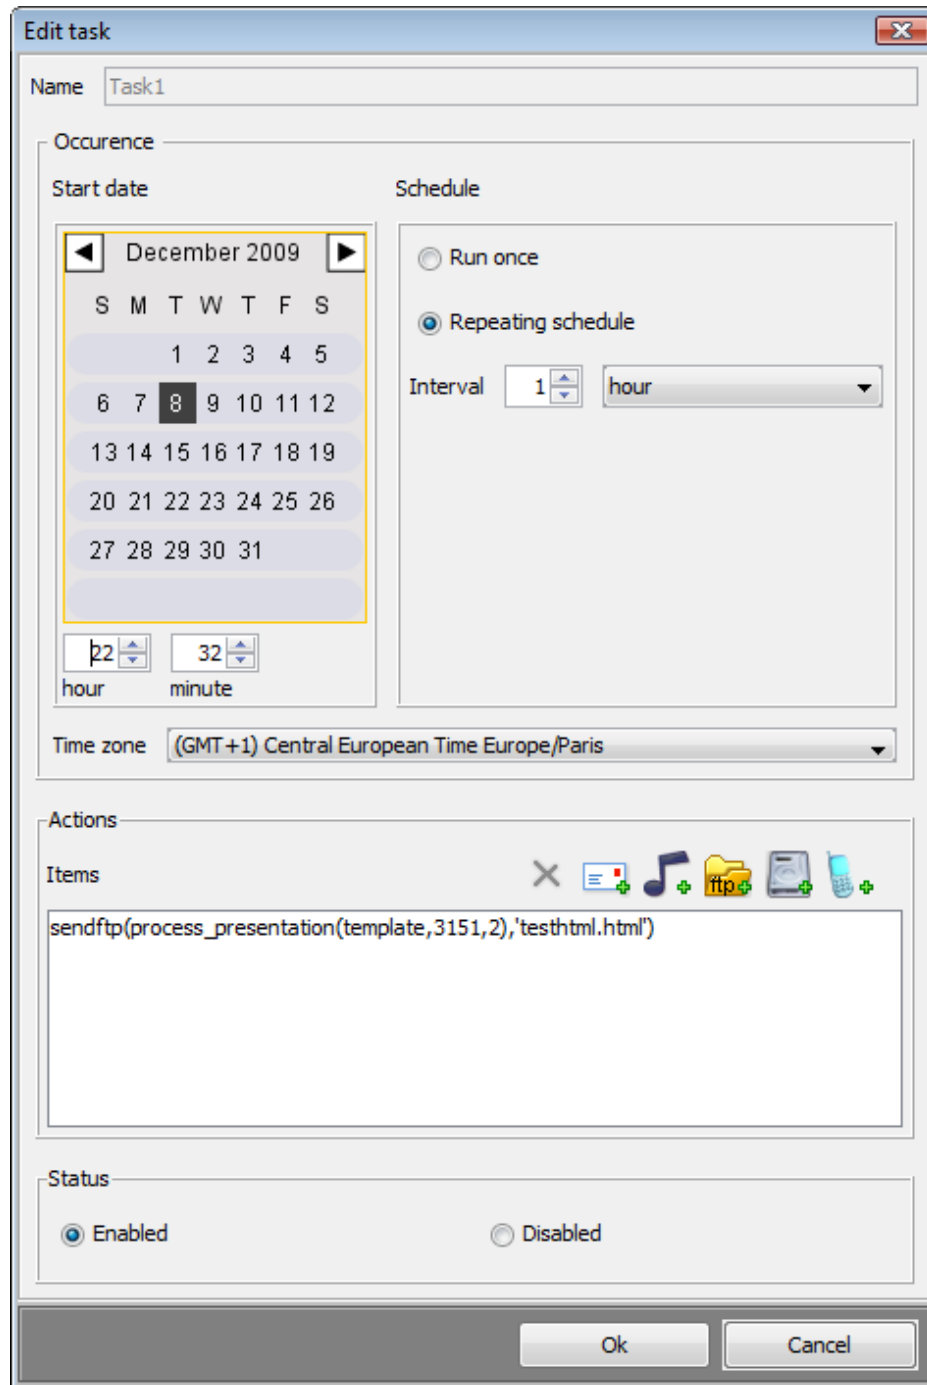 Edit task
Name Task1
Occurence
Start date Schedule
December 2009
S M T W T F S
1 2 3 4 5
6 7 8 9 10 11 12
13 14 15 16 17 18 19
20 21 22 23 24 25 26
27 28 29 30 31
Run once
Repeating schedule
Interval 1 hour
22 32
hour minute
Time zone (GMT+1) Central European Time Europe/Paris
Actions
Items
ftp
sendftp(process_presentation(template,3151,2),'testhtml.html')
Status
Enabled Disabled
Ok Cancel